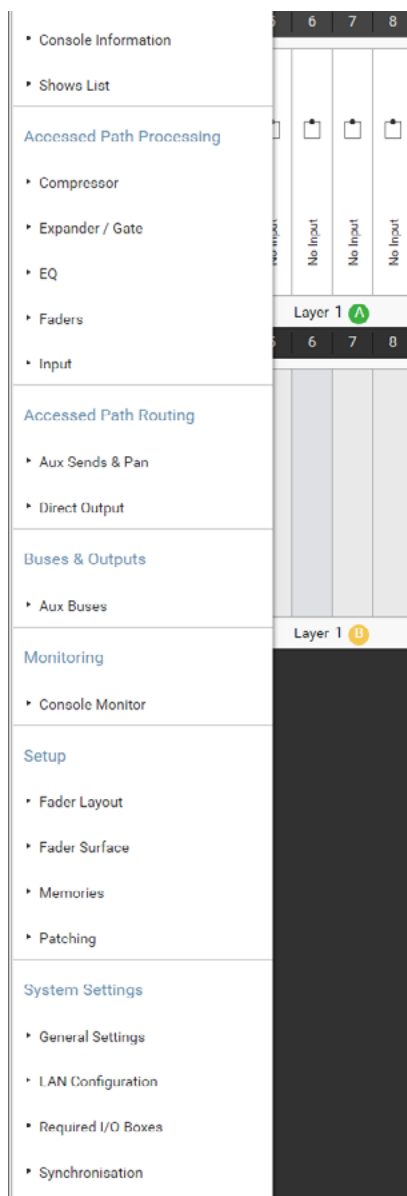 Console Information
Shows List
Accessed Path Processing
Compressor
Expander / Gate
EQ
Faders
Input
Accessed Path Routing
Aux Sends & Pan
Direct Output
Buses & Outputs
Aux Buses
Monitoring
Console Monitor
Setup
Fader Layout
Fader Surface
Memories
Patching
System Settings
General Settings
LAN Configuration
Required I/O Boxes
Synchronisation
6 7 8
No Input
No Input
No Input
Layer 1 A
6 7 8
Layer 1 B